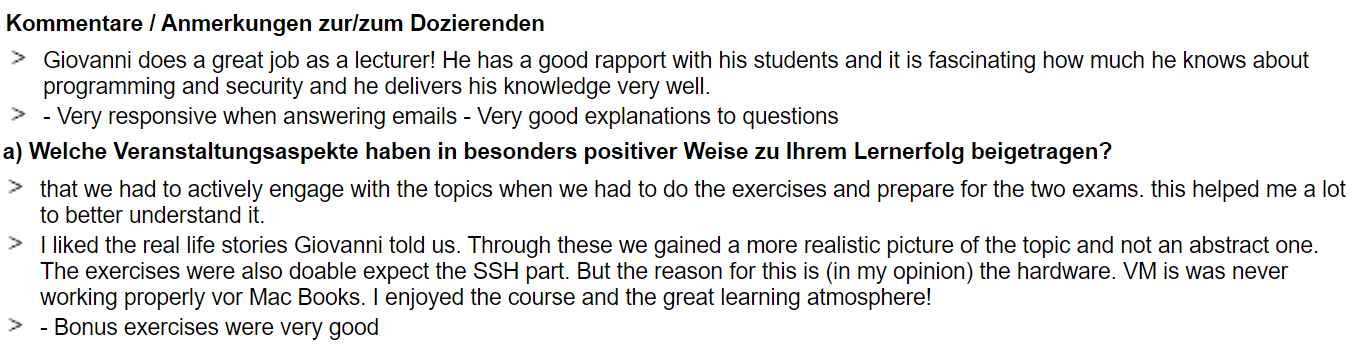 Kommentare / Anmerkungen zur/zum Dozierenden
> Giovanni does a great job as a lecturer! He has a good rapport with his students and it is fascinating how much he knows about
programming and security and he delivers his knowledge very well.
> - Very responsive when answering emails - Very good explanations to questions
a) Welche Veranstaltungsaspekte haben in besonders positiver Weise zu Ihrem Lernerfolg beigetragen?
> that we had to actively engage with the topics when we had to do the exercises and prepare for the two exams. this helped me a lot
to better understand it.
> I liked the real life stories Giovanni told us. Through these we gained a more realistic picture of the topic and not an abstract one.
The exercises were also doable expect the SSH part. But the reason for this is (in my opinion) the hardware. VM is was never
working properly vor Mac Books. I enjoyed the course and the great learning atmosphere!
> - Bonus exercises were very good